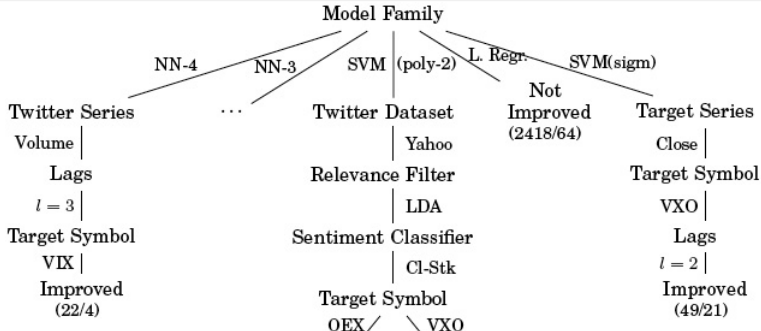 Model Family
NN-4 NN-3 SVM (poly-2) L. Regr. SVM(sigm)
Twitter Series ... Twitter Dataset Not Improved (2418/64) Target Series
Volume Yahoo Close
Lags Relevance Filter Target Symbol
l = 3 LDA VXO
Target Symbol Sentiment Classifier Lags
VIX Cl-Stk l = 2
Improved Target Symbol Improved
(22/4) (49/21)
OEX VXO